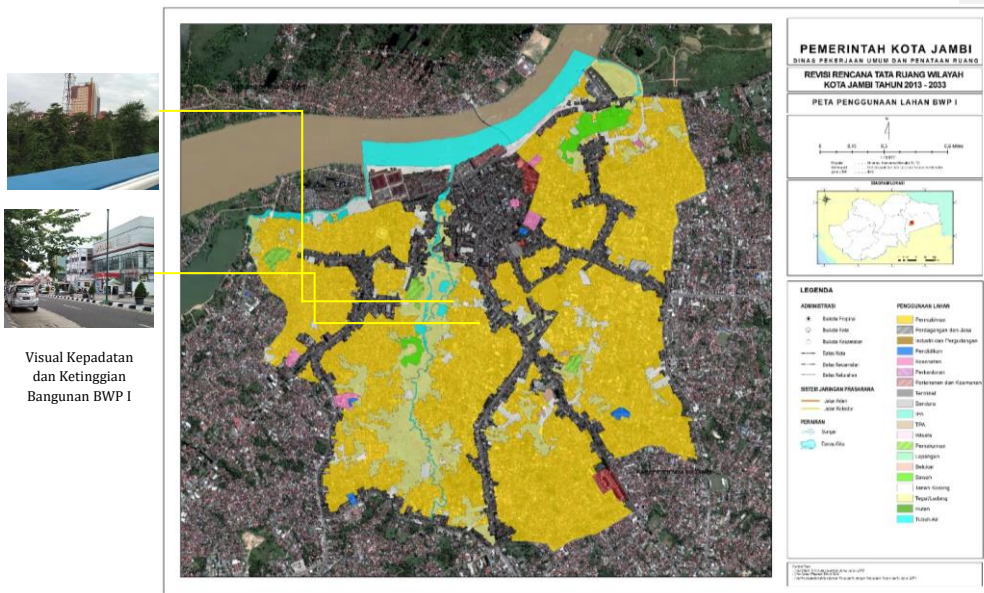 Visual Kepadatan
dan Ketinggian
Bangunan BWP I
PEMERINTAH KOTA JAMBI
DINAS PEKERJAAN UMUM DAN PENATAAN RUANG
REVISI RENCANA TATA RUANG WILAYAH
KOTA JAMBI TAHUN 2013 - 2033
PETA PENGGUNAAN LAHAN BWP I
DIAGRAM LOKASI
LEGENDA
ADMINISTRASI
Ibukota Propinsi
Ibukota Kota
Ibukota Kecamatan
Batas Kota
Batas Kecamatan
Batas Kelurahan
SISTEM JARINGAN PRASARANA
Jalan Arteri
Jalan Kolektor
PERAIRAN
Sungai
PENGGUNAAN LAHAN
Permukiman
Perdagangan dan Jasa
Industri dan Pergudangan
Pendidikan
Kesehatan
Perkantoran
Pertahanan dan Keamanan
Terminal
Bandara
IPA
TPA
Wisata
Pemakaman
Lapangan
Belukar
Sawah
Tanah Kosong
Tegal/Ladang
Hutan
Tubuh Air